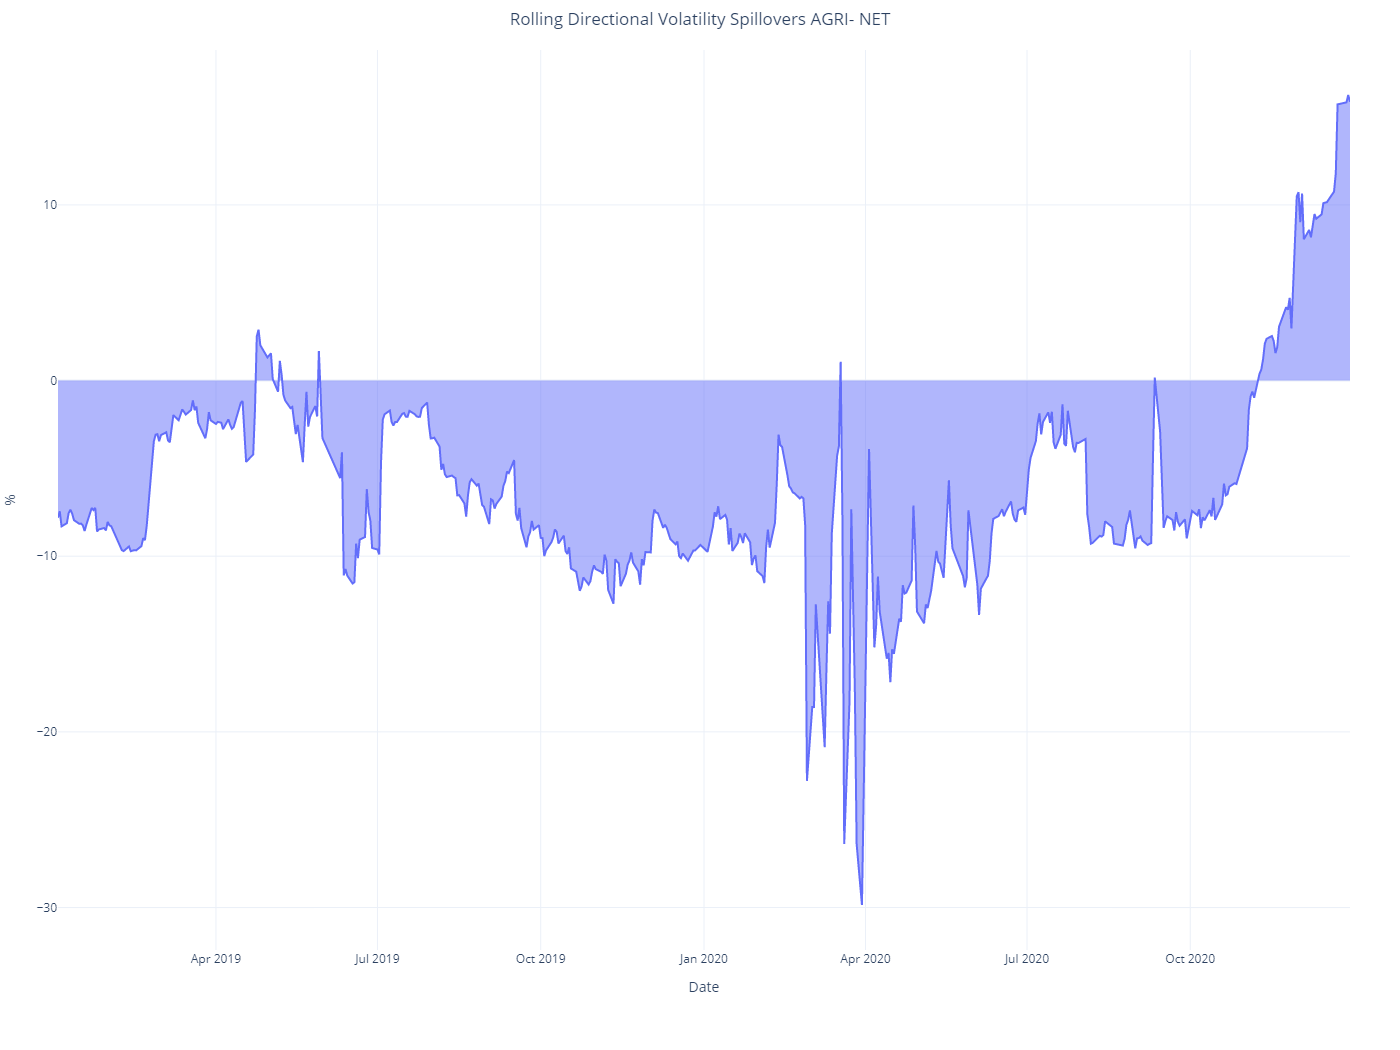 Rolling Directional Volatility Spillovers AGRI- NET
10
0
−10
−20
−30
%
Apr 2019
Jul 2019
Oct 2019
Jan 2020
Apr 2020
Jul 2020
Oct 2020
Date